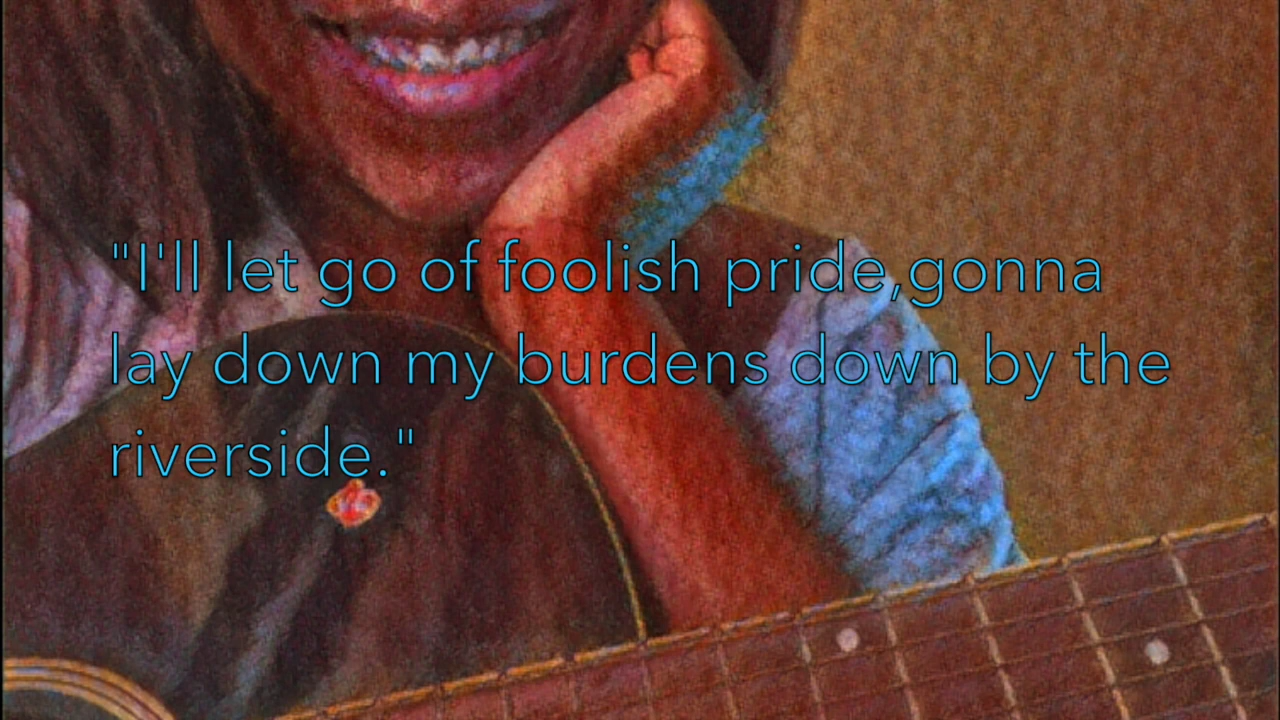 "I'll let go of foolish pride,gonna
lay down my burdens down by the
riverside."